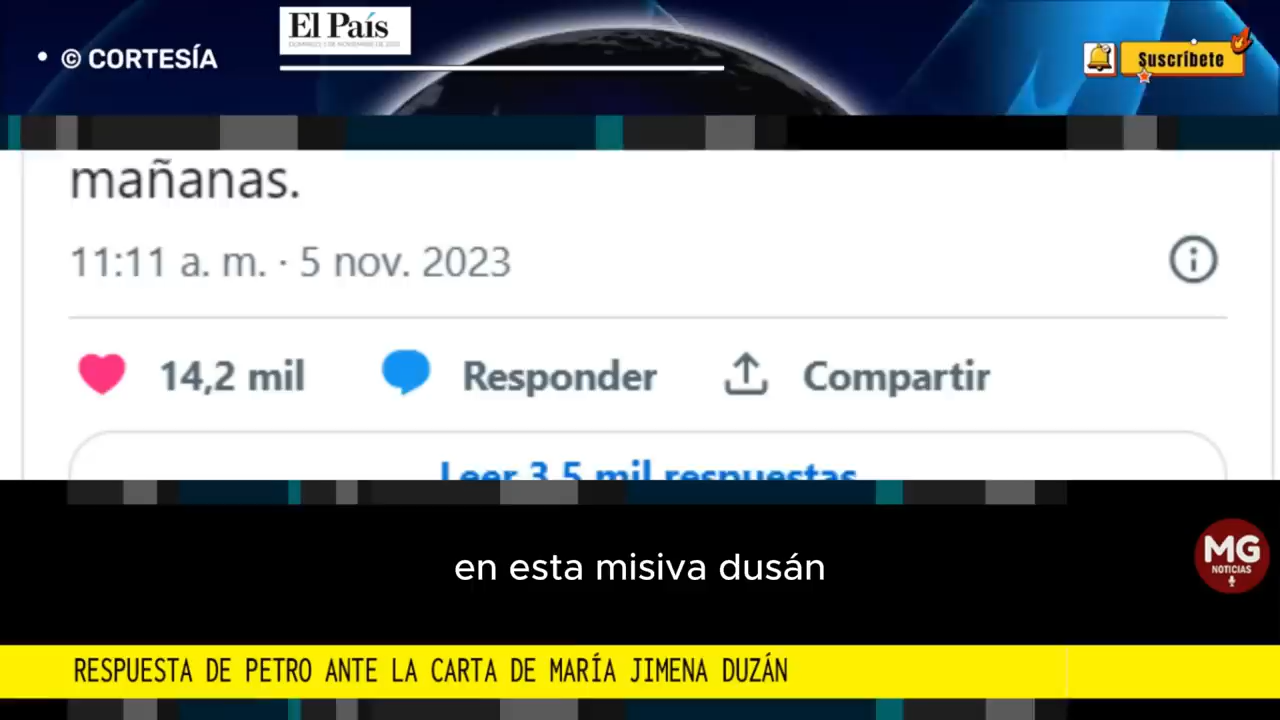 El País
• © CORTESÍA
Suscríbete
mañanas.
11:11 a. m. · 5 nov. 2023
14,2 mil Responder Compartir
Leer 3,5 mil respuestas
en esta misiva dusán
MG
NOTICIAS
RESPUESTA DE PETRO ANTE LA CARTA DE MARÍA JIMENA DUZÁN